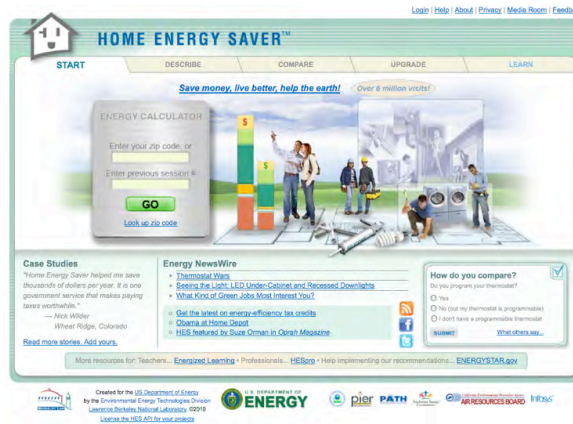 Login | Help | About | Privacy | Media Room | Feedb
HOME ENERGY SAVER™
START
DESCRIBE
COMPARE
UPGRADE
LEARN
Save money, live better, help the earth!
Over 6 million visits!
ENERGY CALCULATOR
Enter your zip code, or
Enter previous session #
GO
Look up zip code
$
$
Case Studies
"Home Energy Saver helped me save
thousands of dollars per year. It is one
government service that makes paying
taxes worthwhile."
— Nick Wilder
Wheat Ridge, Colorado
Read more stories. Add yours.
Energy NewsWire
Thermostat Wars
Seeing the Light: LED Under-Cabinet and Recessed Downlights
What Kind of Green Jobs Most Interest You?
Get the latest on energy-efficiency tax credits
Obama at Home Depot
HES featured by Suze Orman in Oprah Magazine
How do you compare?
Do you program your thermostat?
Yes
No (but my thermostat is programable)
I don't have a programable thermostat
SUBMIT
What others say...
More resources for: Teachers... Energized Learning • Professionals... HESpro • Help implementing our recommendations... ENERGYSTAR.gov
Created for the US Department of Energy
by the Environmental Energy Technologies Division
Lawrence Berkeley National Laboratory. ©2010
License the HES API for your projects
U.S. DEPARTMENT OF
ENERGY
pier
PATH
AIR RESOURCES BOARD
Infosys